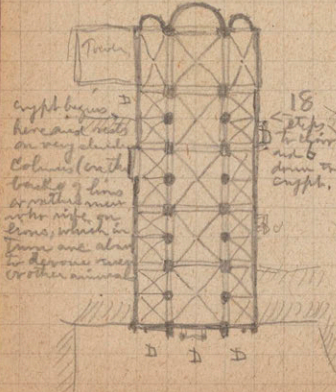 Tower
D
crypt begins
here and rests
on very slender
columns (on the
backs of lions
or rather men
who ride on
lions, which in
turn are about
to devour
or other animal
18
steps
to choir
and 6
down to
crypt
D
D D D